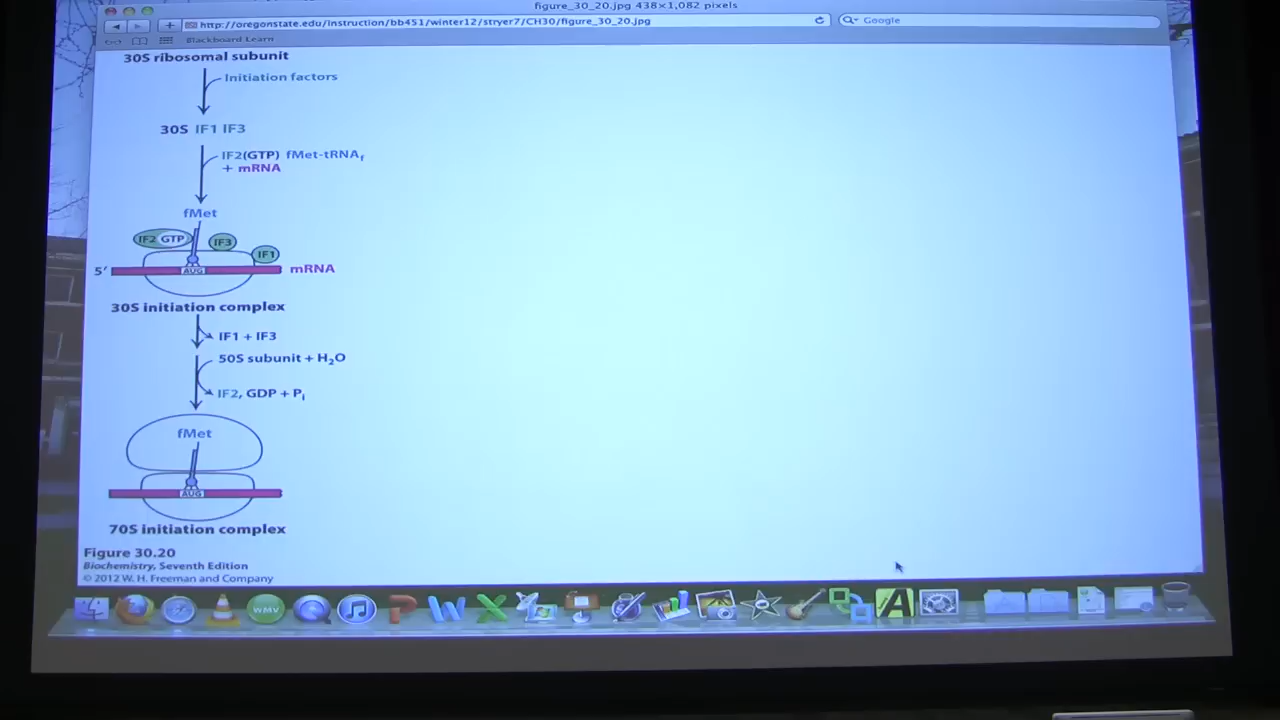 figure_30_20.jpg 438×1,082 pixels
http://oregonstate.edu/instruction/bb451/winter12/stryer7/CH30/figure_30_20.jpg
Google
Blackboard Learn
30S ribosomal subunit
Initiation factors
30S IF1 IF3
IF2(GTP) fMet-tRNAf
+ mRNA
fMet
IF2 GTP
IF3
IF1
5′
AUG
mRNA
30S initiation complex
IF1 + IF3
50S subunit + H2O
IF2, GDP + Pi
fMet
AUG
70S initiation complex
Figure 30.20
Biochemistry, Seventh Edition
© 2012 W. H. Freeman and Company
WMV